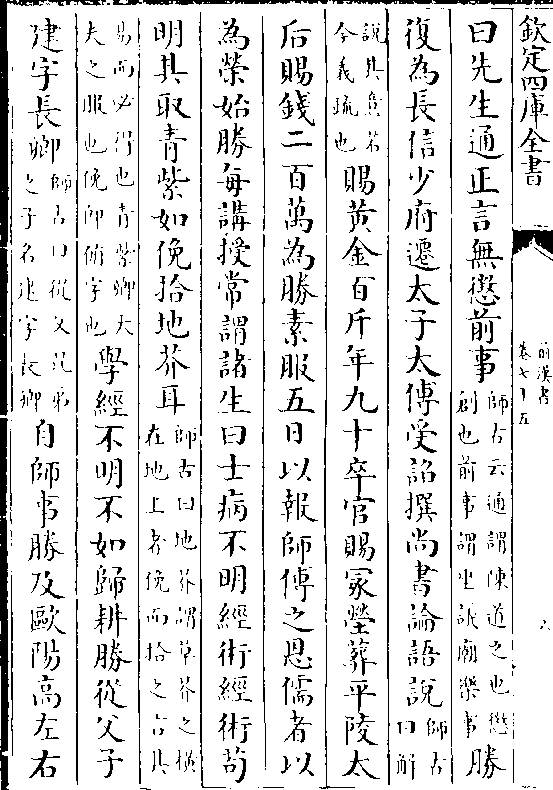 欽定四庫全書
前漢書
卷七十五
六
曰先生通正言無懲前事師古云通謂陳道之也懲創也前事謂坐詆廟樂事勝
復為長信少府遷太子太傅受詔撰尚書論語說師古曰解
說其意若今義疏也賜黄金百斤年九十卒官賜冢塋葬平陵太
后賜錢二百萬為勝素服五日以報師傅之恩儒者以
為榮始勝每講授常謂諸生曰士病不明經術經術茍
明其取青紫如俛拾地芥耳師古曰地芥謂草芥之橫在地上者俛而拾之言其
易而必得也青紫卿大夫之服也俛即俯字也學經不明不如歸耕勝從父子
建字長卿師古曰從父昆弟之子名建字長卿自師事勝及歐陽高左右